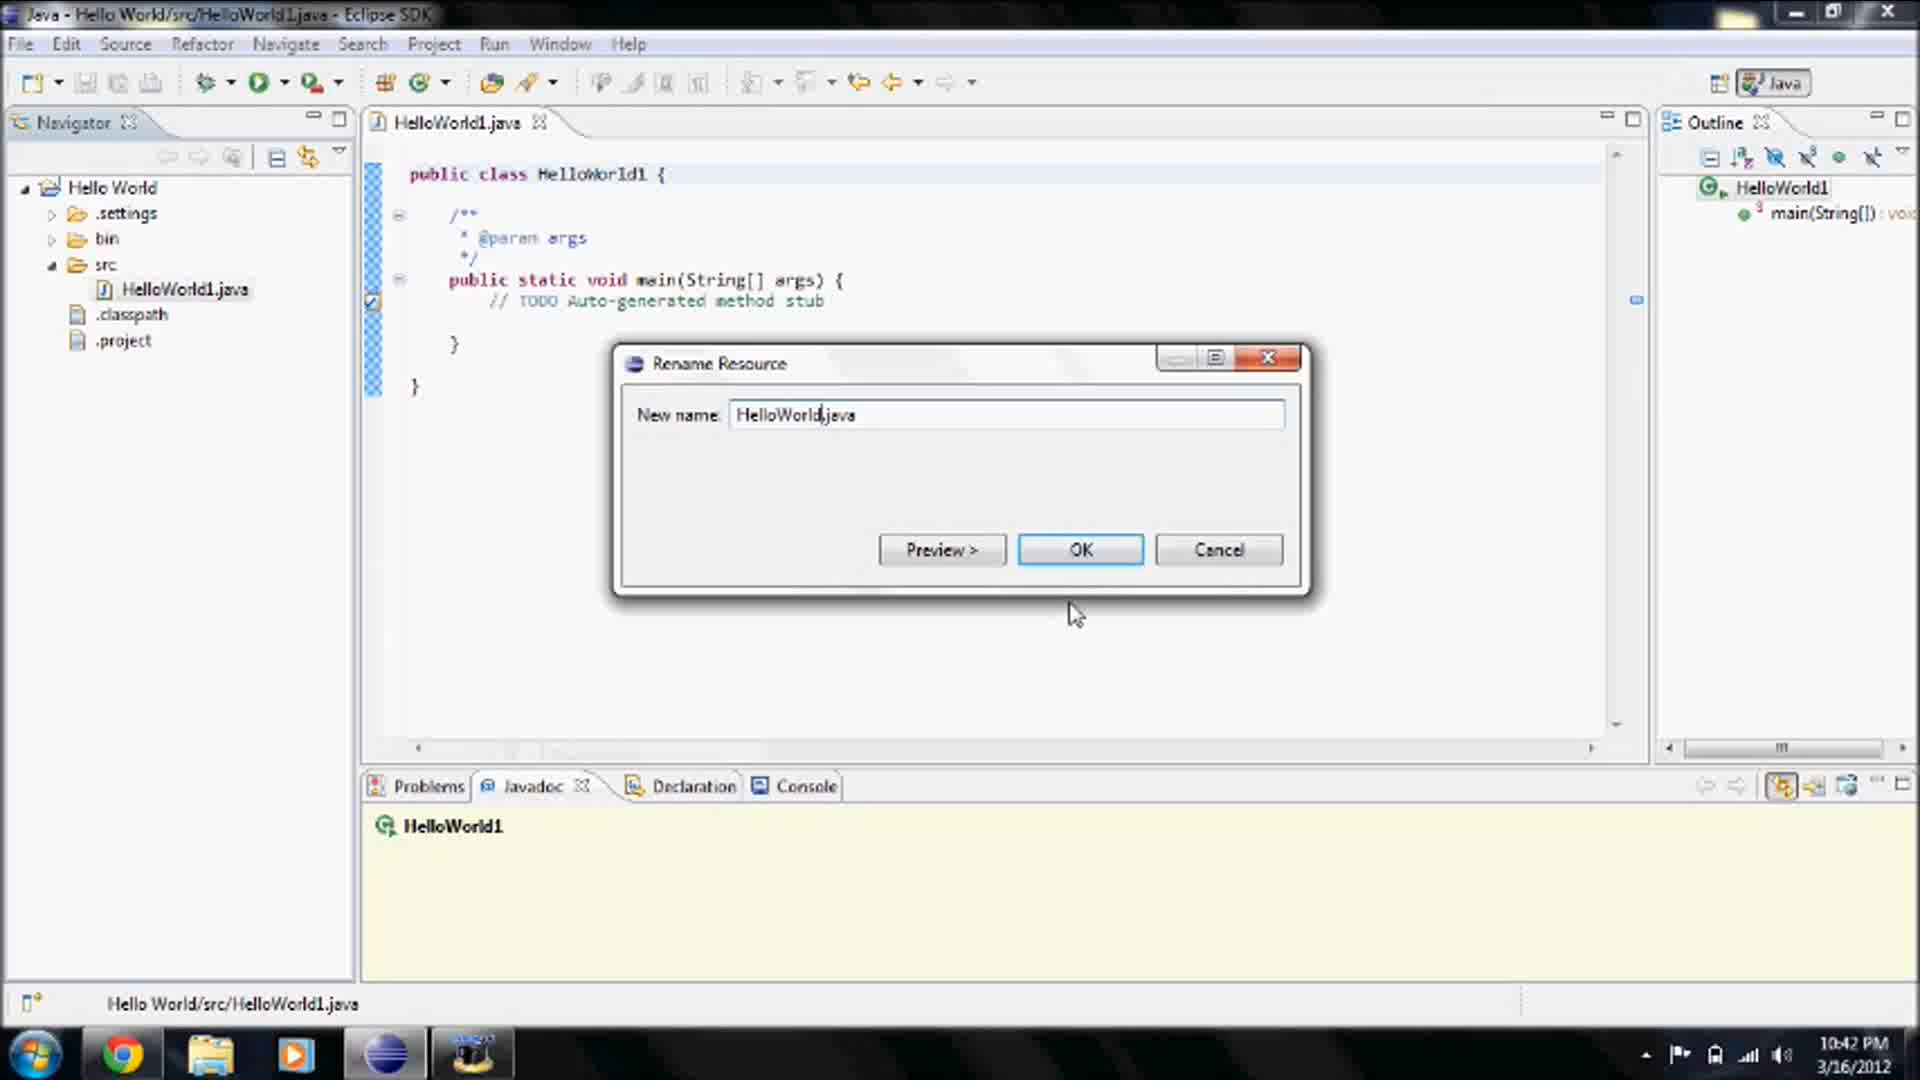 Java - Hello World/src/HelloWorld1.java - Eclipse SDK
File Edit Source Refactor Navigate Search Project Run Window Help
Java
Navigator
HelloWorld1.java
Outline
Hello World
.settings
bin
src
HelloWorld1.java
.classpath
.project
public class HelloWorld1 {
/**
* @param args
*/
public static void main(String[] args) {
// TODO Auto-generated method stub
}
}
HelloWorld1
main(String[]) : void
Rename Resource
New name: HelloWorld.java
Preview > OK Cancel
Problems Javadoc Declaration Console
HelloWorld1
Hello World/src/HelloWorld1.java
10:42 PM
3/16/2012